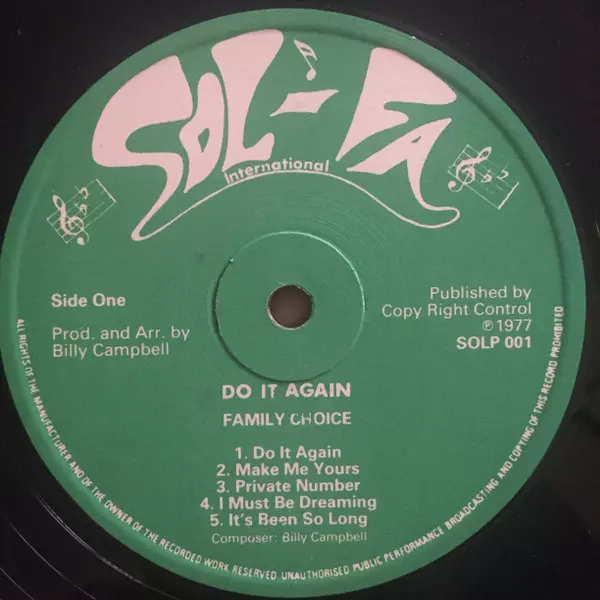 SOL-FA
International
Side One
Prod. and Arr. by
Billy Campbell
Published by
Copy Right Control
℗1977
SOLP 001
DO IT AGAIN
FAMILY CHOICE
1. Do It Again
2. Make Me Yours
3. Private Number
4. I Must Be Dreaming
5. It's Been So Long
Composer: Billy Campbell
ALL RIGHTS OF THE MANUFACTURER AND OF THE OWNER OF THE RECORDED WORK RESERVED. UNAUTHORISED PUBLIC PERFORMANCE BROADCASTING AND COPYING OF THIS RECORD PROHIBITED